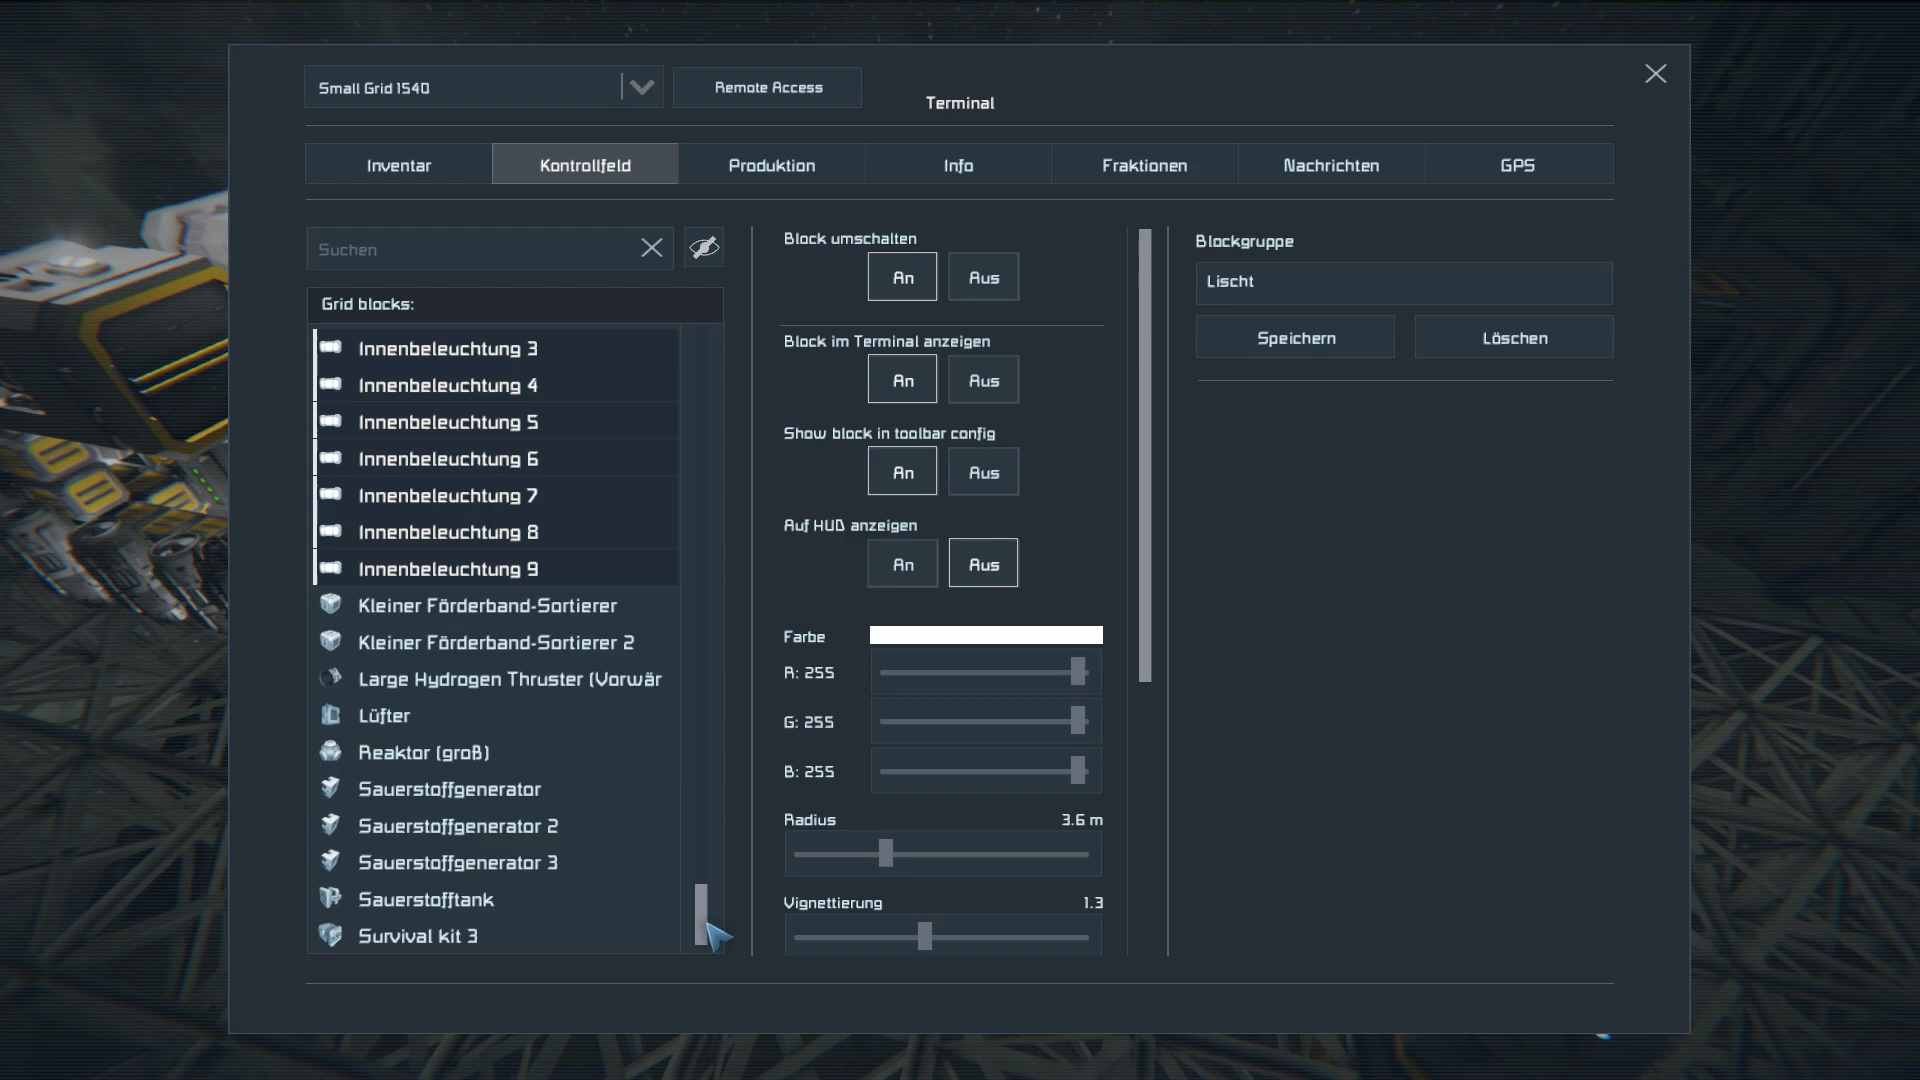 Small Grid 1540
Remote Access
Terminal
Inventar
Kontrollfeld
Produktion
Info
Fraktionen
Nachrichten
GPS
Suchen
Grid blocks:
Innenbeleuchtung 3
Innenbeleuchtung 4
Innenbeleuchtung 5
Innenbeleuchtung 6
Innenbeleuchtung 7
Innenbeleuchtung 8
Innenbeleuchtung 9
Kleiner Förderband-Sortierer
Kleiner Förderband-Sortierer 2
Large Hydrogen Thruster (Vorwär
Lüfter
Reaktor (groß)
Sauerstoffgenerator
Sauerstoffgenerator 2
Sauerstoffgenerator 3
Sauerstofftank
Survival kit 3
Block umschalten
An Aus
Block im Terminal anzeigen
An Aus
Show block in toolbar config
An Aus
Auf HUD anzeigen
An Aus
Farbe
R: 255
G: 255
B: 255
Radius 3.6 m
Vignettierung 1.3
Blockgruppe
Lischt
Speichern Löschen